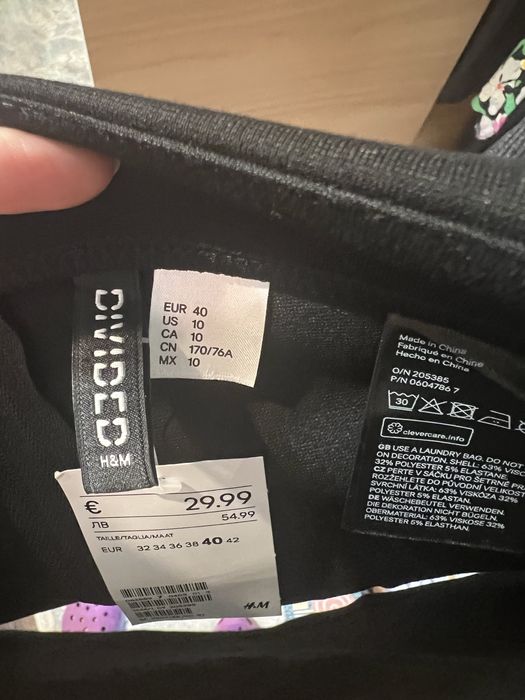 DIVIDED
H&M
EUR 40
US 10
CA 10
CN 170/76A
MX 10
€ 29.99
ЛВ 54.99
TAILLE/TAGLIA/MAAT
EUR 32 34 36 38 40 42
H&M
Made in China
Fabriqué en Chine
Hecho en China
O/N 205385
P/N 0604786 7
30
clevercare.info
GB USE A LAUNDRY BAG. DO NOT
ON DECORATION. SHELL: 63% VISC
32% POLYESTER 5% ELASTANE.
CZ PERTE V SÁČKU PRO ŠETRNÉ PR
ROZŽEHLETE DO PŮVODNÍ VELIKOST
SVRCHNÍ LÁTKA: 63% VISKÓZA 32%
POLYESTER 5% ELASTAN.
DE WÄSCHEBEUTEL VERWENDEN.
DIE DEKORATION NICHT BÜGELN.
OBERMATERIAL: 63% VISKOSE 32%
POLYESTER 5% ELASTHAN.